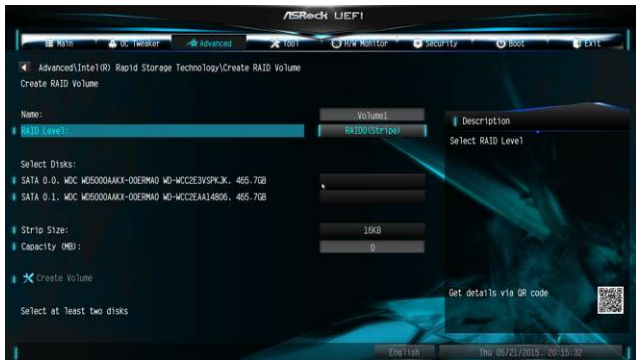 ASRock UEFI
Main OC Tweaker Advanced Tool H/W Monitor Security Boot Exit
Advanced\Intel(R) Rapid Storage Technology\Create RAID Volume
Create RAID Volume
Name: Volume1
RAID Level: RAID0(Stripe)
Select Disks:
SATA 0.0. WDC WD5000AAKX-00ERMA0 WD-WCC2E3VSPKJK. 465.7GB
SATA 0.1. WDC WD5000AAKX-00ERMA0 WD-WCC2EAA14806. 465.7GB
Strip Size: 16KB
Capacity (MB): 0
Create Volume
Select at least two disks
Description
Select RAID Level
Get details via QR code
English Thu 05/21/2015. 20:15:32